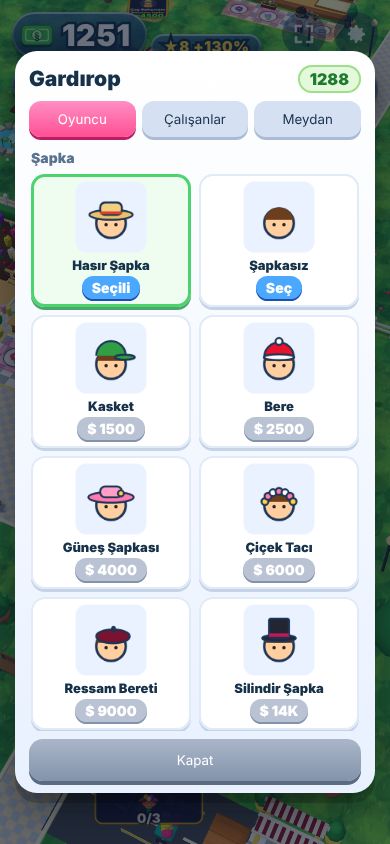 1251
★8 +130%
Gardırop
1288
Oyuncu
Çalışanlar
Meydan
Şapka
Hasır Şapka
Şapkasız
Seçili
Seç
Kasket
Bere
$ 1500
$ 2500
Güneş Şapkası
Çiçek Tacı
$ 4000
$ 6000
Ressam Bereti
Silindir Şapka
$ 9000
$ 14K
Kapat
0/3